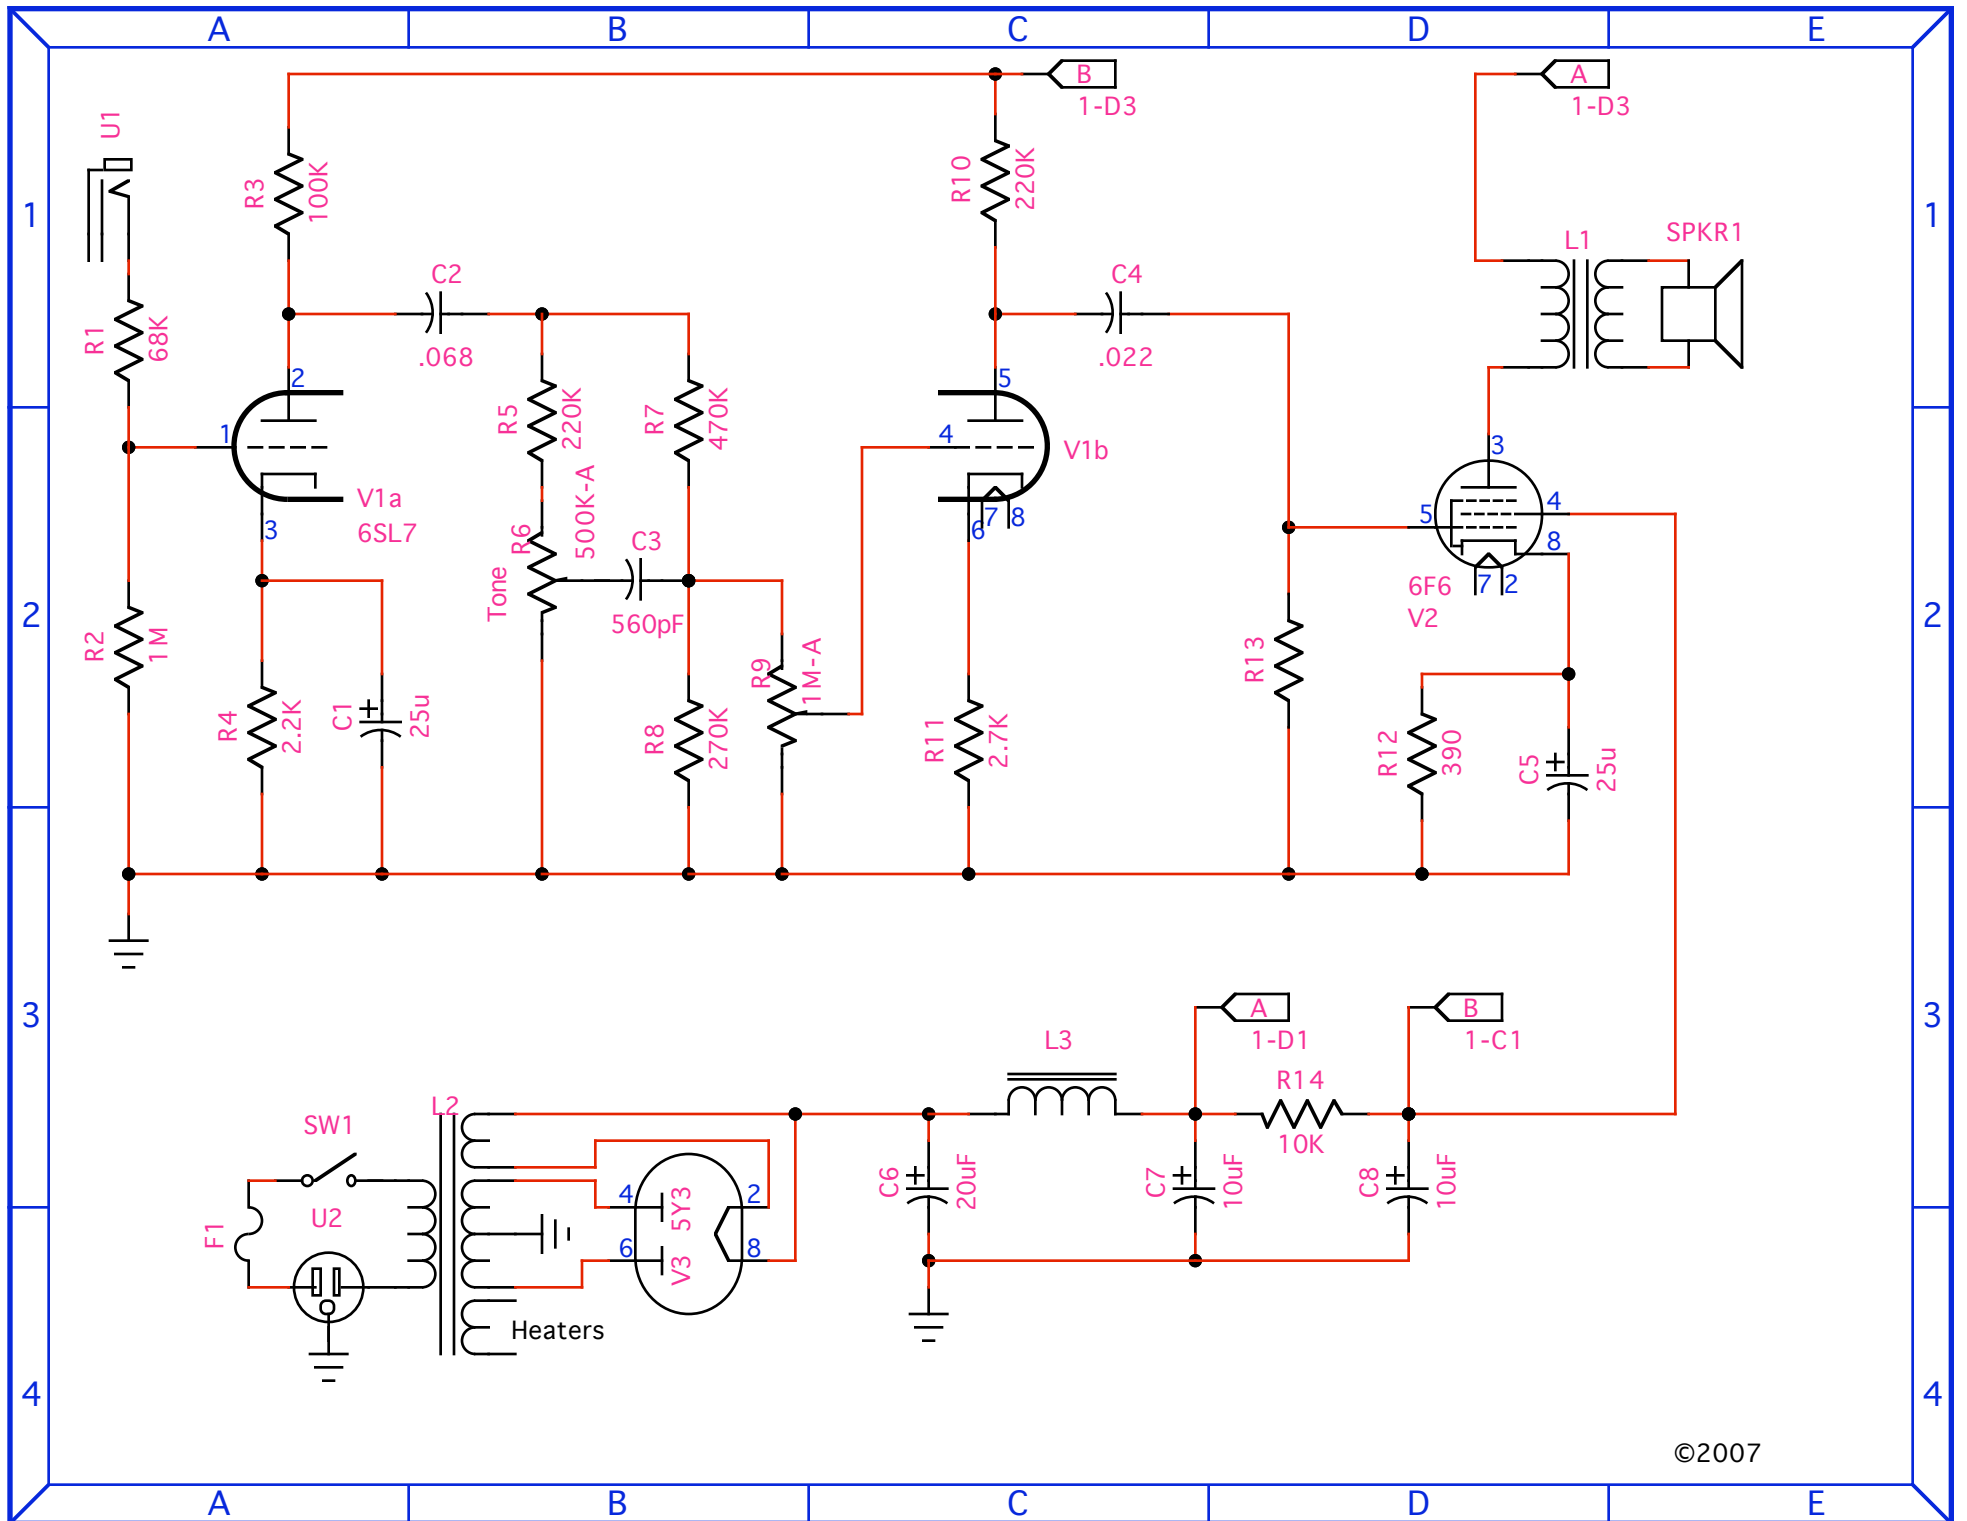 A B C D E
B
1-D3
A
1-D3
U1
R3
100K
R10
220K
1
1
L1
SPKR1
C2
.068
C4
.022
R1
68K
2
5
1
4
R5
220K
R7
470K
V1b
V1a
6SL7
3
7
8
6
3
4
5
8
7 2
6F6
V2
R6
500K-A
Tone
C3
560pF
2
2
R2
1M
R9
1M-A
R13
R4
2.2K
C1
25u
R8
270K
R11
2.7K
R12
390
C5
25u
3
3
A
1-D1
B
1-C1
L3
R14
10K
L2
SW1
U2
F1
4
2
5Y3
6
8
V3
C6
20uF
C7
10uF
C8
10uF
Heaters
4
4
©2007
A B C D E